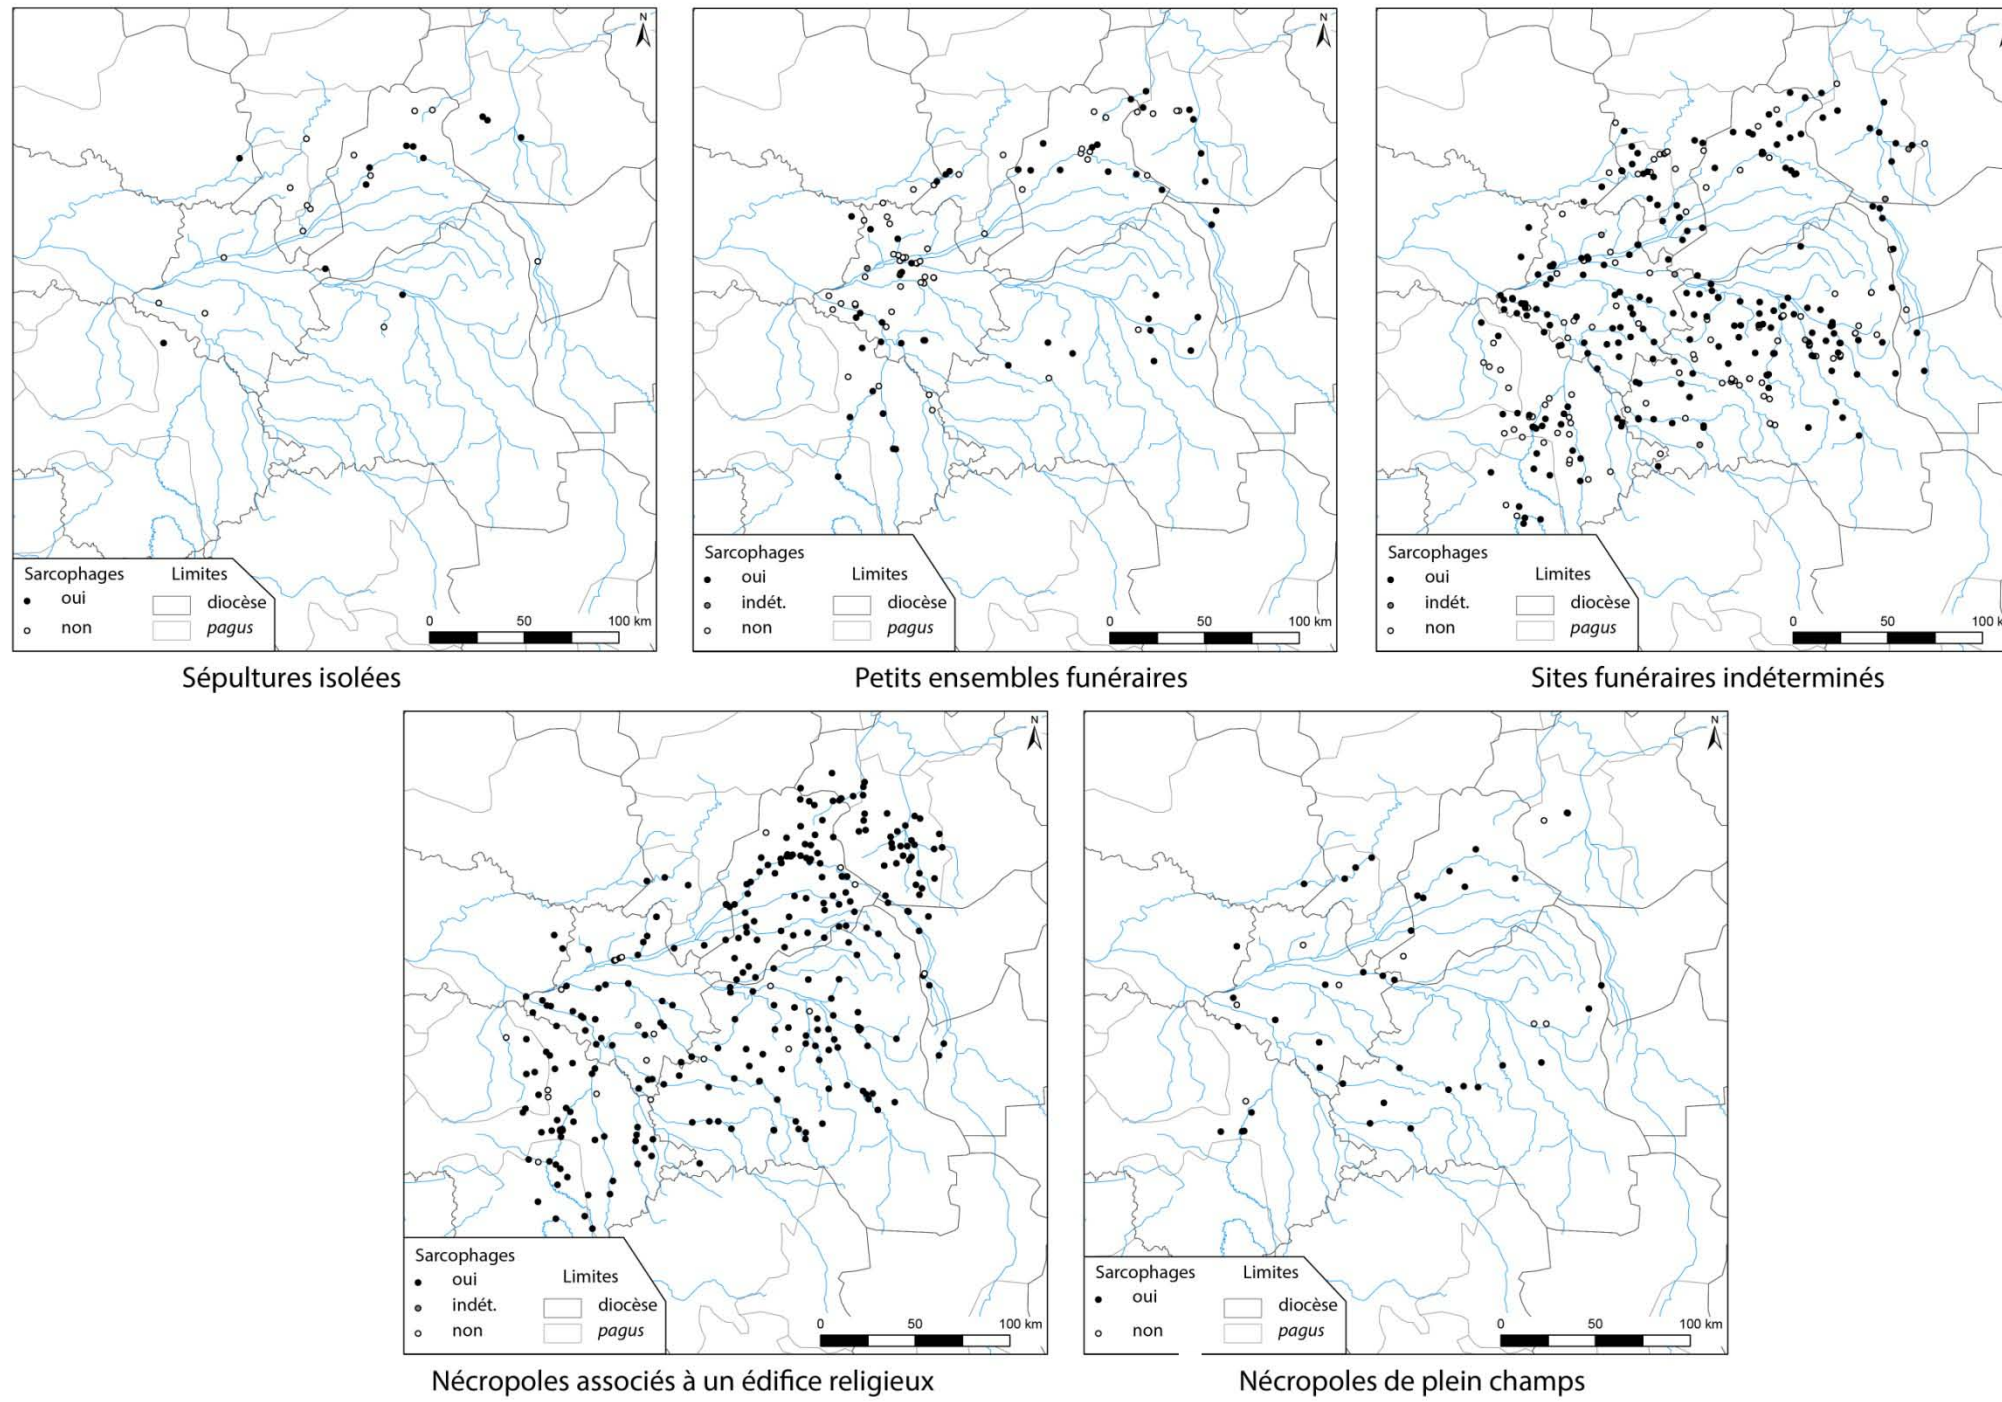 N
Sarcophages Limites
oui diocèse
non pagus
0 50 100 km
Sépultures isolées
N
Sarcophages
oui Limites
indét. diocèse
non pagus
0 50 100 km
Petits ensembles funéraires
Sarcophages
oui Limites
indét. diocèse
non pagus
0 50 100 km
Sites funéraires indéterminés
N
Sarcophages
oui Limites
indét. diocèse
non pagus
0 50 100 km
Nécropoles associés à un édifice religieux
N
Sarcophages Limites
oui diocèse
non pagus
0 50 100 km
Nécropoles de plein champs